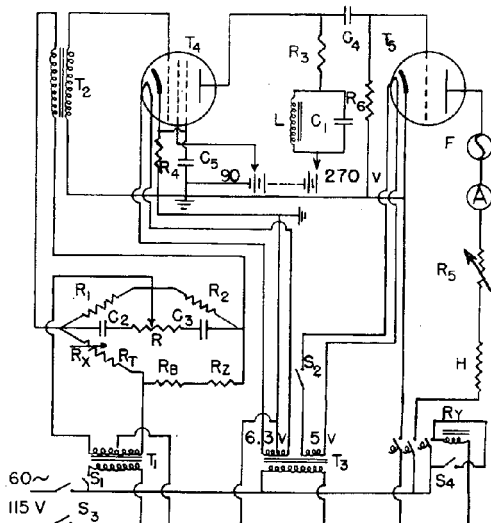 T4
C4
T5
R3
T2
L
C1
R6
F
C5
R4
90
270 V
A
R5
R1
R2
C2
C3
R
RX
RT
RB
RZ
S2
H
6.3 V
5 V
RY
T1
T3
S1
S4
60~
115 V
S3